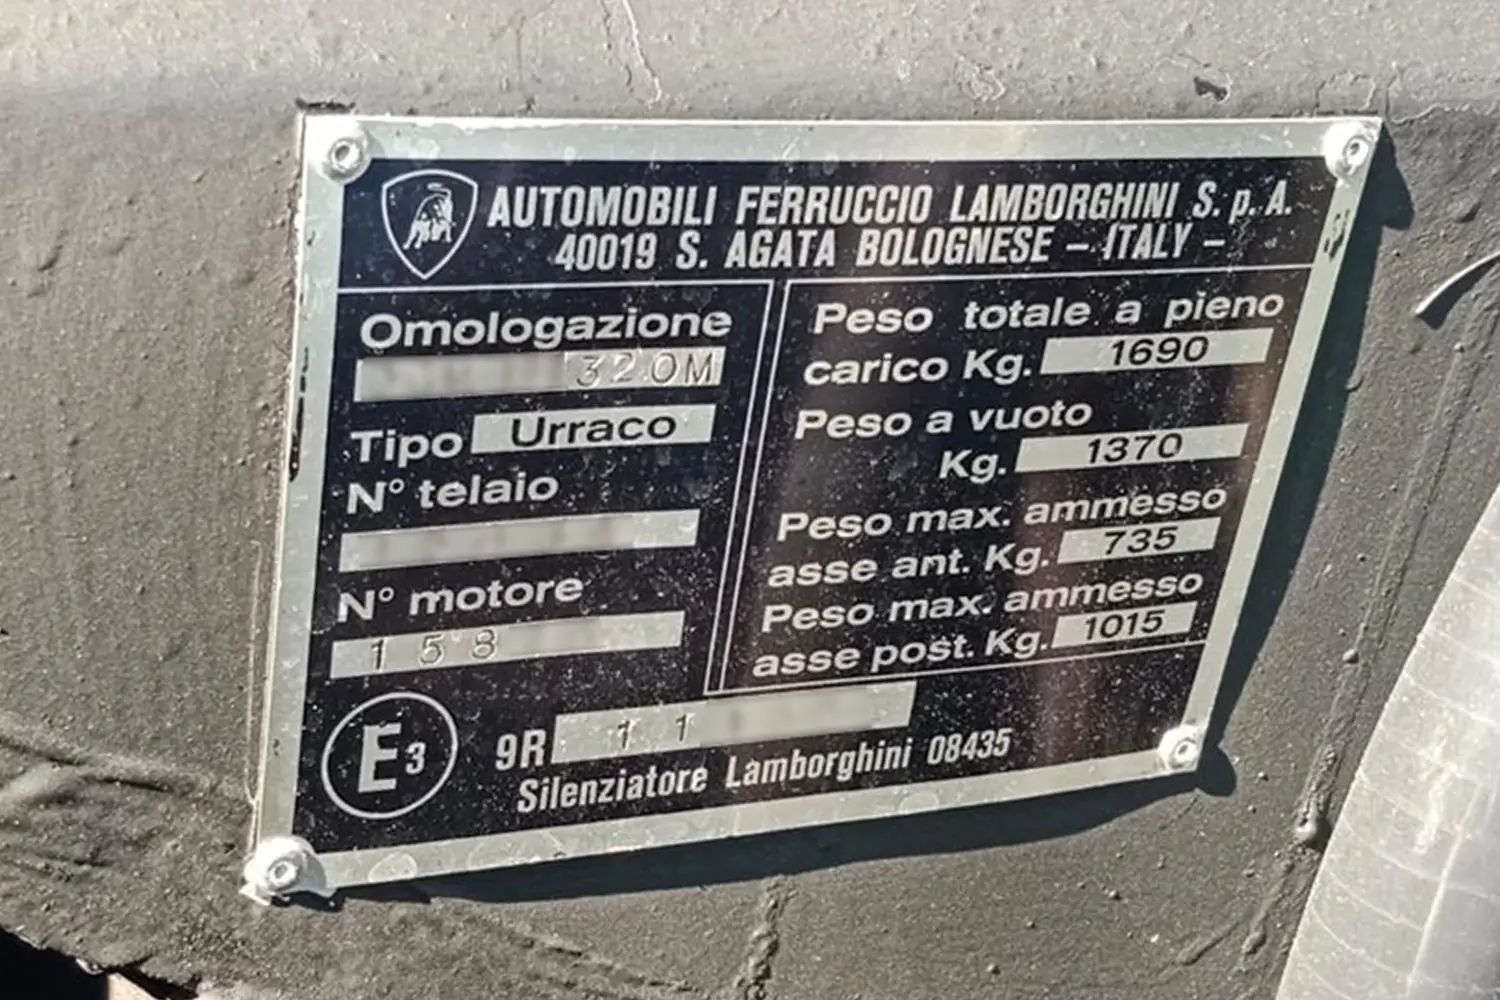 AUTOMOBILI FERRUCCIO LAMBORGHINI S.p.A.
40019 S. AGATA BOLOGNESE - ITALY -
Omologazione
320M
Tipo Urraco
N° telaio
N° motore
158
Peso totale a pieno
carico Kg. 1690
Peso a vuoto
Kg. 1370
Peso max. ammesso
asse ant. Kg. 735
Peso max. ammesso
asse post. Kg. 1015
E3
9R 11
Silenziatore Lamborghini 08435